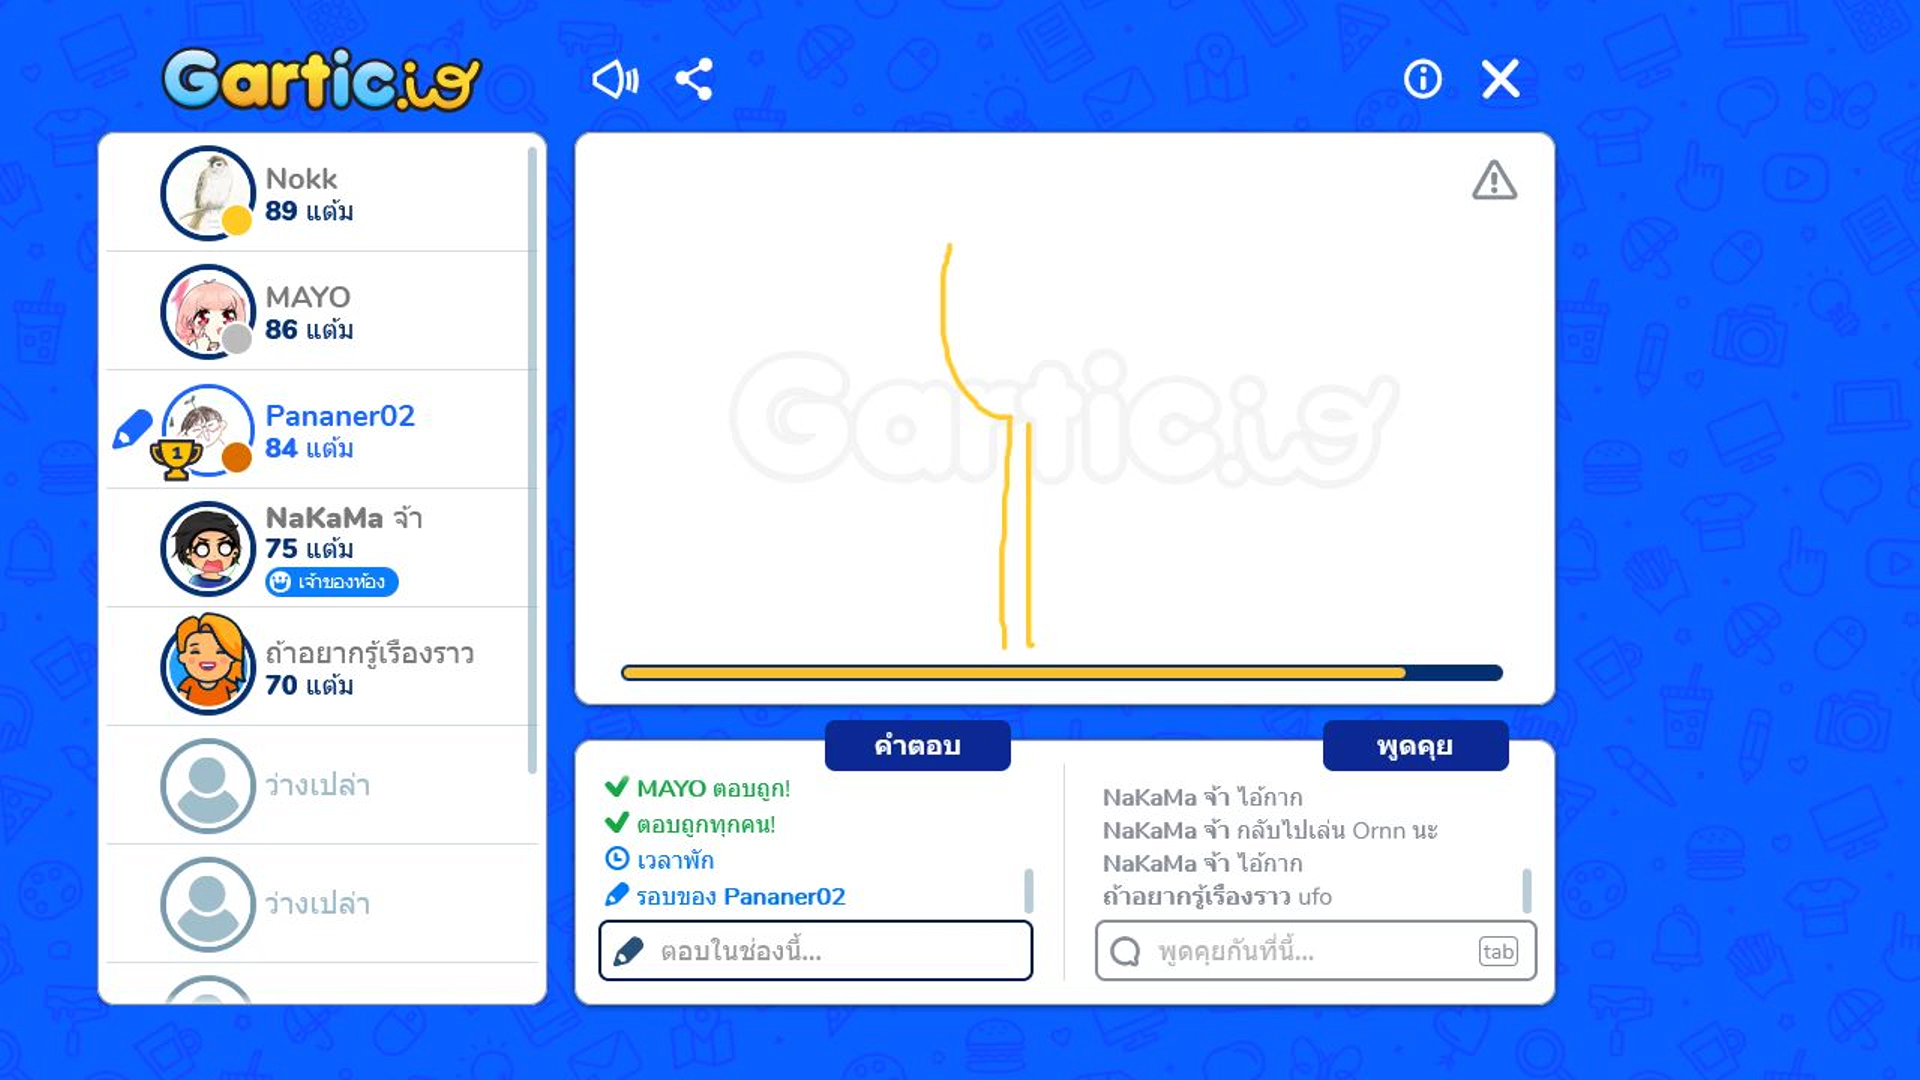 Gartic.io
Nokk
89 แต้ม
MAYO
86 แต้ม
1
Pananer02
84 แต้ม
NaKaMa จ้า
75 แต้ม
เจ้าของห้อง
ถ้าอยากรู้เรื่องราว
70 แต้ม
ว่างเปล่า
ว่างเปล่า
Gartic.io
คำตอบ
MAYO ตอบถูก!
ตอบถูกทุกคน!
เวลาพัก
รอบของ Pananer02
ตอบในช่องนี้...
พูดคุย
NaKaMa จ้า ไอ้กาก
NaKaMa จ้า กลับไปเล่น Ornn นะ
NaKaMa จ้า ไอ้กาก
ถ้าอยากรู้เรื่องราว ufo
พูดคุยกันที่นี้...
tab